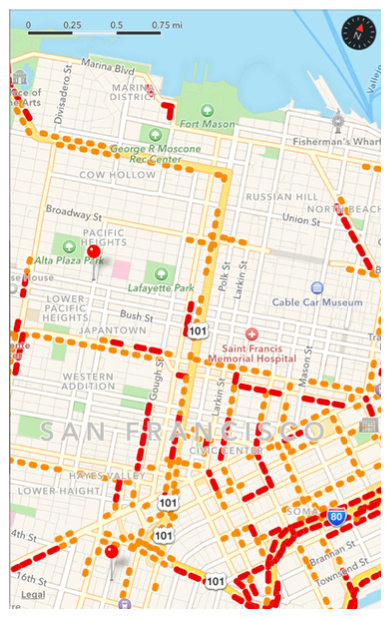 0 0.25 0.5 0.75 mi
N
Vallejo
Marina Blvd
Divisadero St
MARINA
DISTRICT
Fort Mason
George R Moscone
Rec Center
Fisherman's Wharf
COW HOLLOW
RUSSIAN HILL
NORTH BEACH
Union St
Broadway St
PACIFIC
HEIGHTS
Alta Plaza Park
Lafayette Park
Polk St
Larkin St
Cable Car Museum
LOWER
PACIFIC
HEIGHTS
Bush St
101
JAPANTOWN
Saint Francis
Memorial Hospital
Mason St
WESTERN
ADDITION
Gough St
Larkin St
SAN FRANCISCO
CIVIC CENTER
HAYES VALLEY
LOWER HAIGHT
101
SOMA
80
101
14th St
Brannan St
Townsend St
16th St
101
Legal